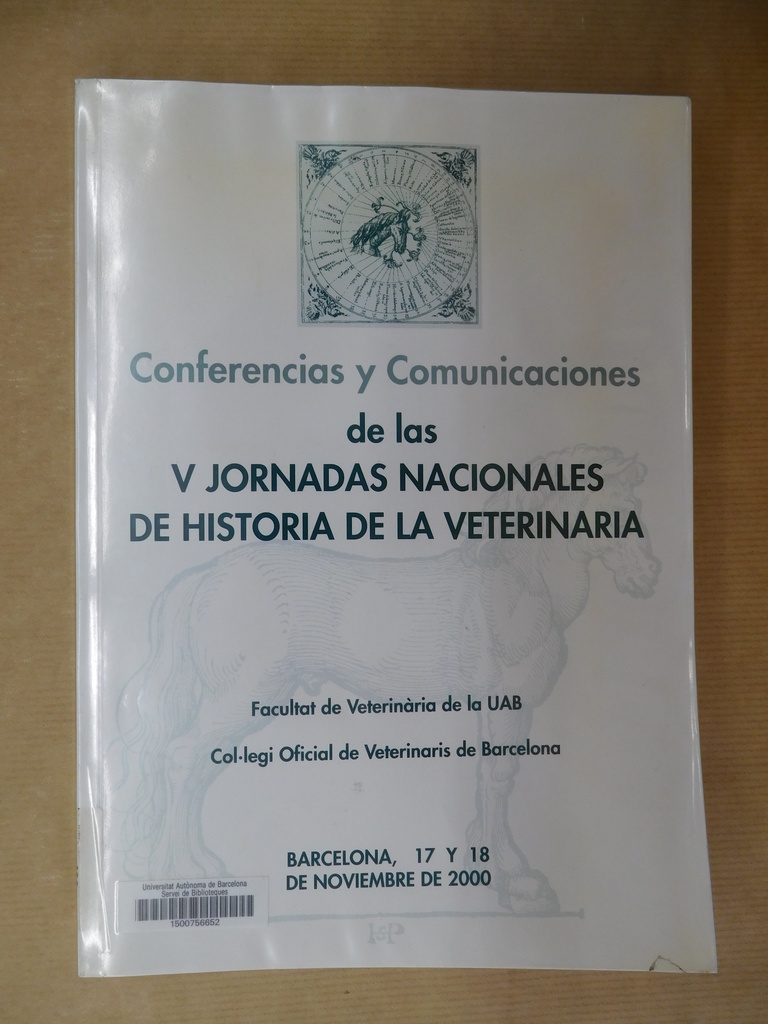 Conferencias y Comunicaciones
de las
V JORNADAS NACIONALES
DE HISTORIA DE LA VETERINARIA
Facultat de Veterinària de la UAB
Col·legi Oficial de Veterinaris de Barcelona
BARCELONA, 17 Y 18
DE NOVIEMBRE DE 2000
Universitat Autònoma de Barcelona
Servei de Biblioteques
1500756652